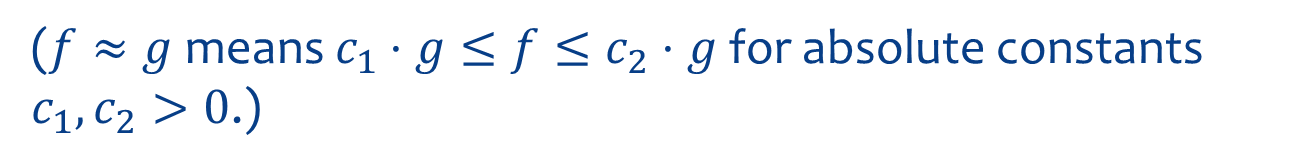 (𝑓 ≈ 𝑔 means 𝑐₁ · 𝑔 ≤ 𝑓 ≤ 𝑐₂ · 𝑔 for absolute constants
𝑐₁, 𝑐₂ > 0.)